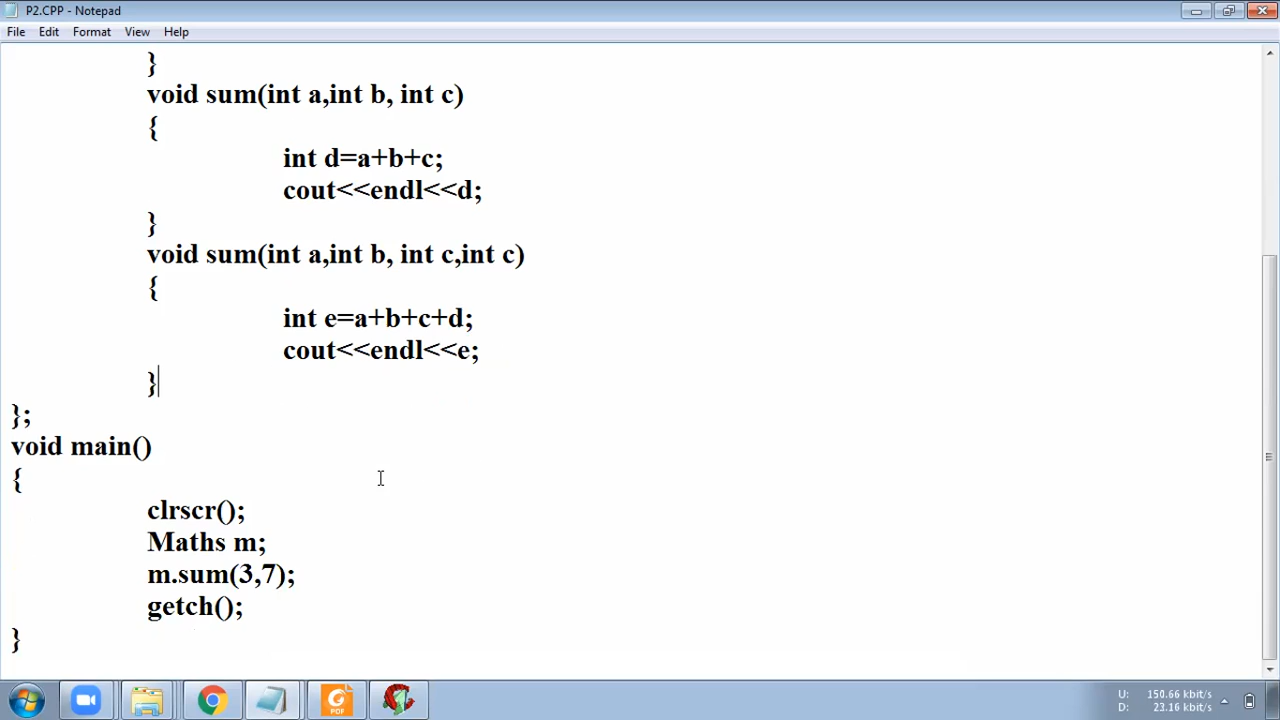 P2.CPP - Notepad
File Edit Format View Help
}
void sum(int a,int b, int c)
{
int d=a+b+c;
cout<<endl<<d;
}
void sum(int a,int b, int c,int c)
{
int e=a+b+c+d;
cout<<endl<<e;
}
};
void main()
{
clrscr();
Maths m;
m.sum(3,7);
getch();
}
U: 150.66 kbit/s
D: 23.16 kbit/s
PDF